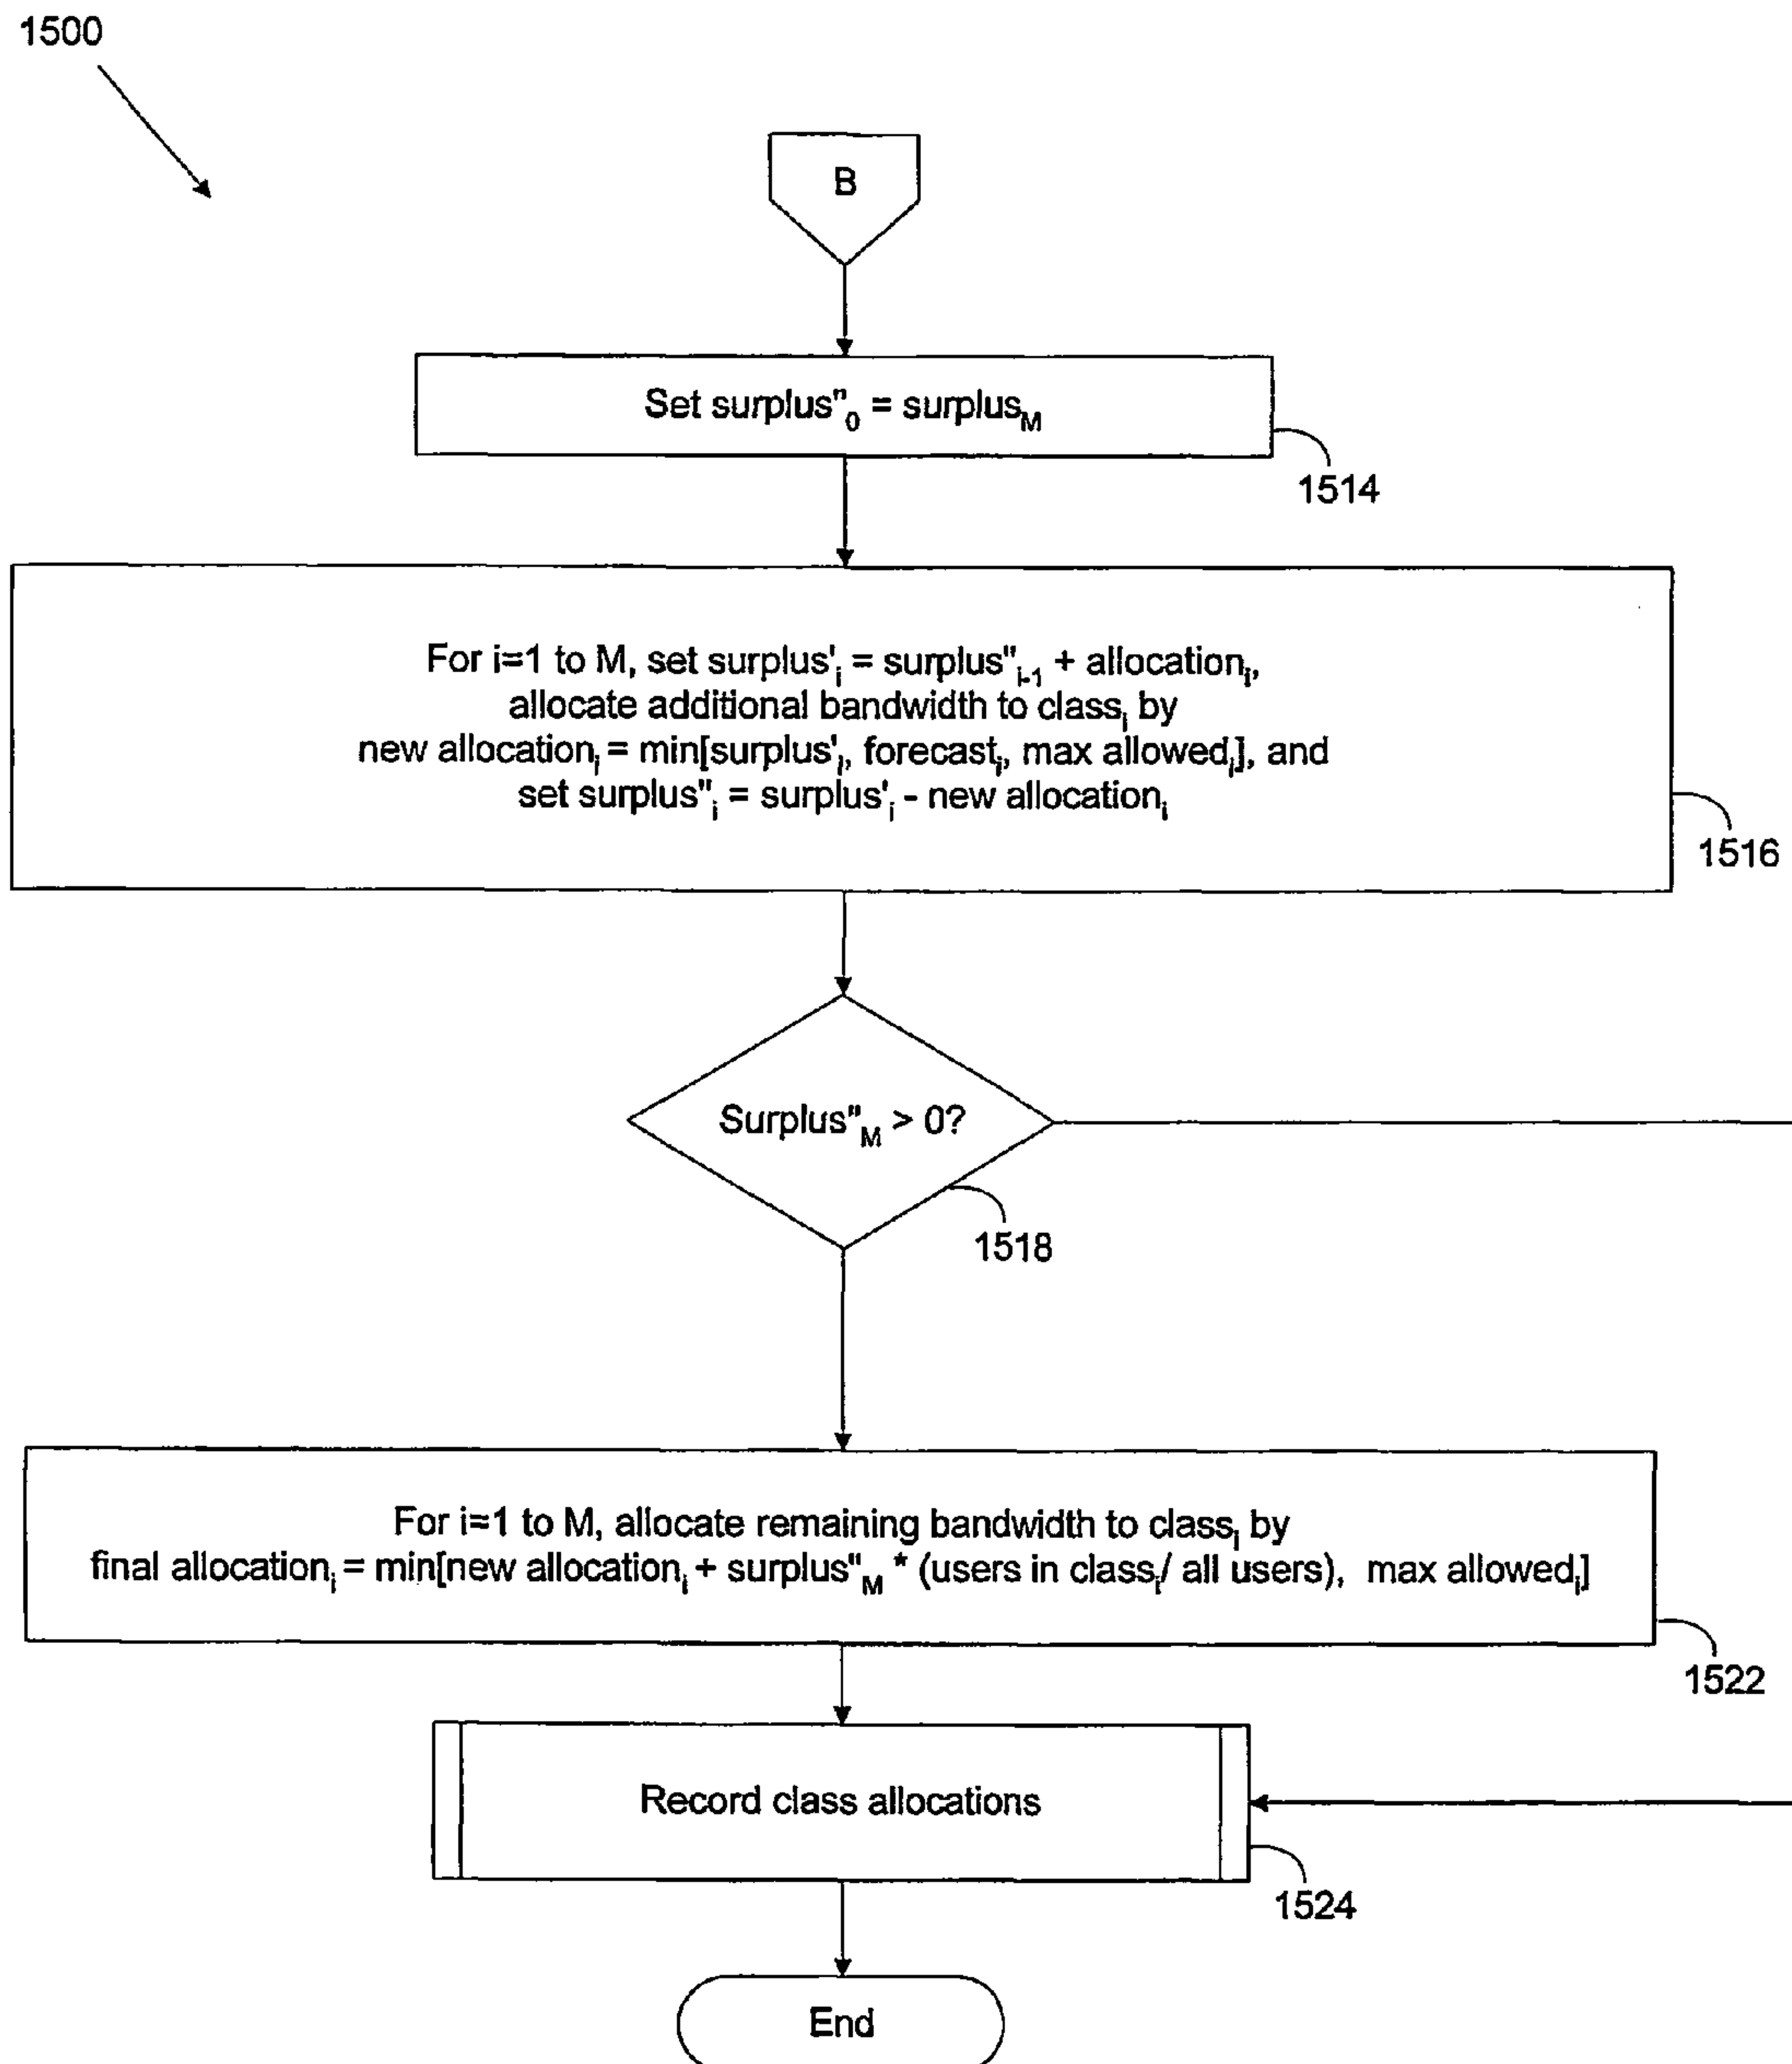 1500
B
Set surplus"₀ = surplus_M
1514
For i=1 to M, set surplus'ᵢ = surplus"ᵢ₋₁ + allocationᵢ,
allocate additional bandwidth to classᵢ by
new allocationᵢ = min[surplus'ᵢ, forecastᵢ, max allowedᵢ], and
set surplus"ᵢ = surplus'ᵢ - new allocationᵢ
1516
Surplus"_M > 0?
1518
For i=1 to M, allocate remaining bandwidth to classᵢ by
final allocationᵢ = min[new allocationᵢ + surplus"_M * (users in classᵢ/ all users), max allowedᵢ]
1522
Record class allocations
1524
End